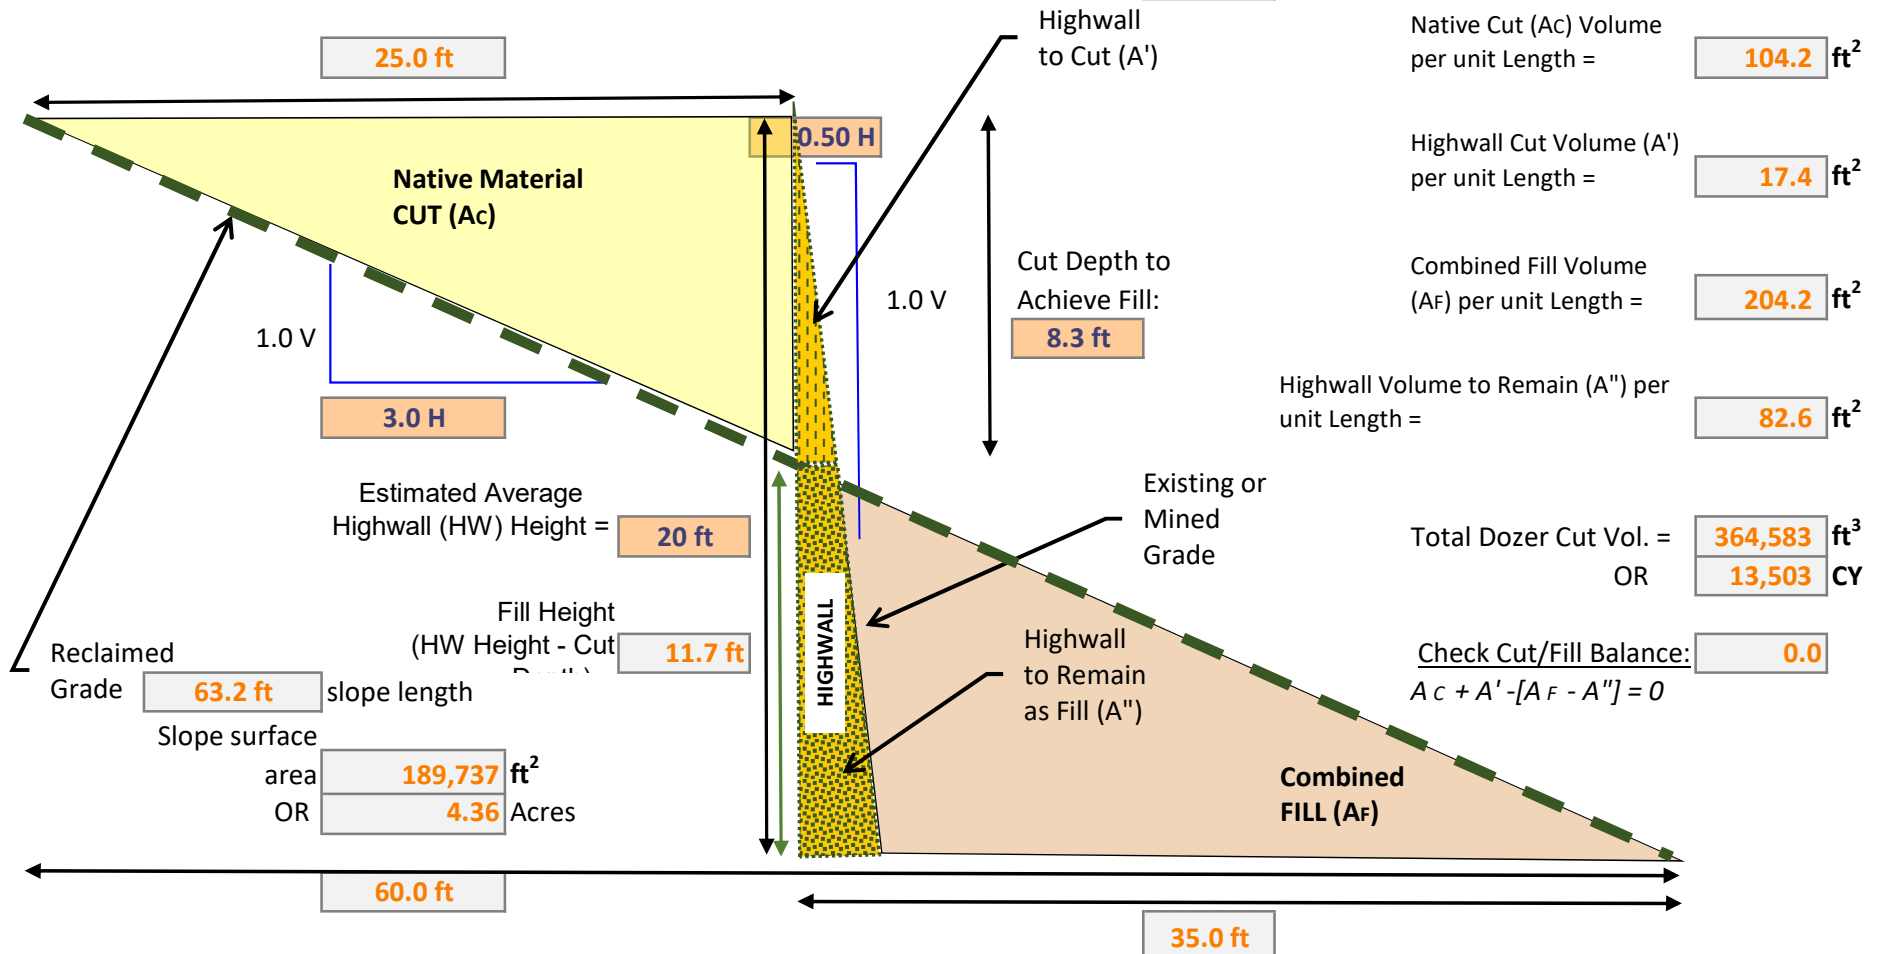 25.0 ft
Highwall
to Cut (A')
Native Cut (Ac) Volume
per unit Length =
104.2 ft²
0.50 H
Native Material
CUT (Ac)
Highwall Cut Volume (A')
per unit Length =
17.4 ft²
Cut Depth to
Achieve Fill:
8.3 ft
1.0 V
1.0 V
3.0 H
Combined Fill Volume
(AF) per unit Length =
204.2 ft²
Highwall Volume to Remain (A") per
unit Length =
82.6 ft²
Estimated Average
Highwall (HW) Height =
20 ft
Existing or
Mined
Grade
Total Dozer Cut Vol. =
364,583 ft³
OR
13,503 CY
Fill Height
(HW Height - Cut
11.7 ft
HIGHWALL
Highwall
to Remain
as Fill (A")
Check Cut/Fill Balance:
0.0
A C + A' -[A F - A"] = 0
Reclaimed
Grade
63.2 ft
slope length
Slope surface
area
189,737 ft²
OR
4.36 Acres
Combined
FILL (AF)
60.0 ft
35.0 ft